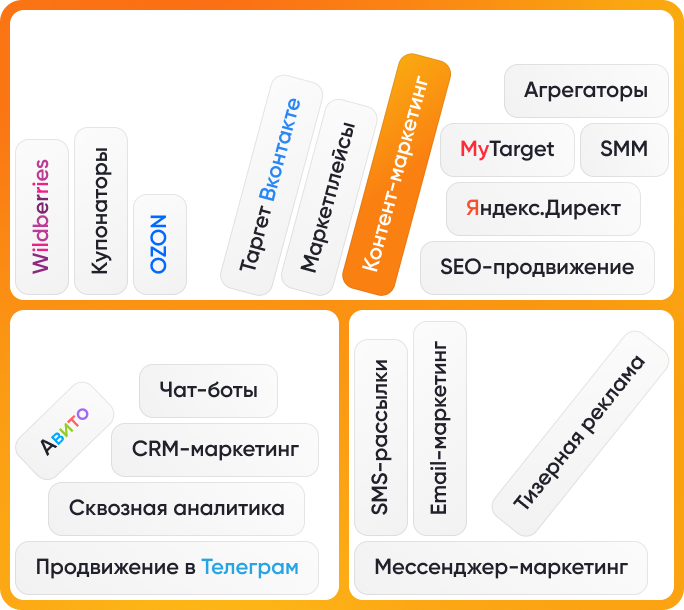 Wildberries
Купонаторы
OZON
Таргет Вконтакте
Маркетплейсы
Контент-маркетинг
Агрегаторы
MyTarget
SMM
Яндекс.Директ
SEO-продвижение
Авито
Чат-боты
CRM-маркетинг
Сквозная аналитика
Продвижение в Телеграм
SMS-рассылки
Email-маркетинг
Тизерная реклама
Мессенджер-маркетинг